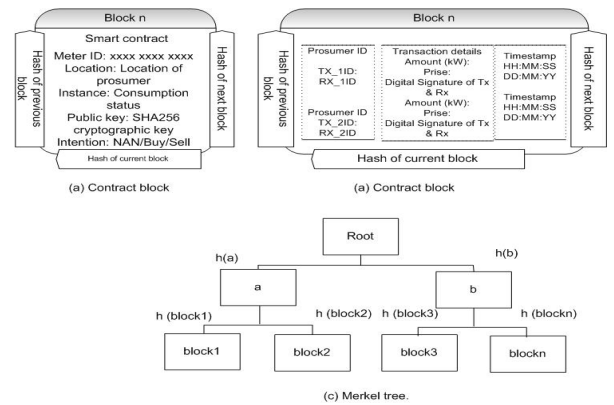 Block n
Smart contract
Meter ID: xxxx xxxx xxxx
Location: Location of
prosumer
Instance: Consumption
status
Public key: SHA256
cryptographic key
Intention: NAN/Buy/Sell
Hash of previous
block
Hash of next block
Hash of current block
(a) Contract block
Block n
Prosumer ID
TX_1ID:
RX_1ID
Prosumer ID
TX_2ID:
RX_2ID
Transaction details
Amount (kW):
Prise:
Digital Signature of Tx
& Rx
Amount (kW):
Prise:
Digital Signature of Tx
& Rx
Timestamp
HH:MM:SS
DD:MM:YY
Timestamp
HH:MM:SS
DD:MM:YY
Hash of previous
block
Hash of next block
Hash of current block
(a) Contract block
Root
h(a)
h(b)
a
b
h (block1)
h (block2)
h (block3)
h (blockn)
block1
block2
block3
blockn
(c) Merkel tree.